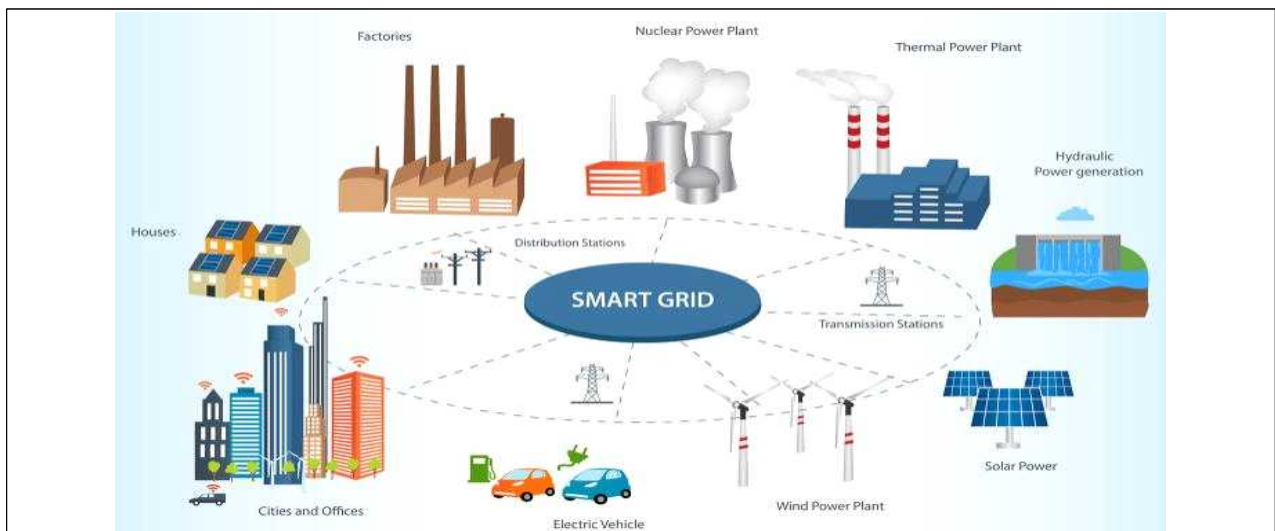 Factories
Nuclear Power Plant
Thermal Power Plant
Hydraulic
Power generation
Houses
Distribution Stations
SMART GRID
Transmission Stations
Solar Power
Wind Power Plant
Cities and Offices
Electric Vehicle